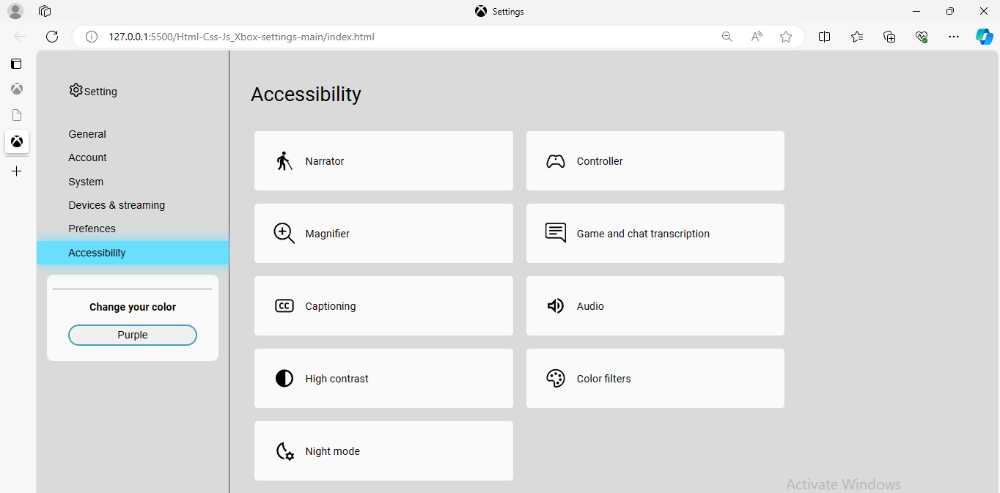 Settings
127.0.0.1:5500/Html-Css-Js_Xbox-settings-main/index.html
Setting
General
Account
System
Devices & streaming
Prefences
Accessibility
Change your color
Purple
Accessibility
Narrator
Controller
Magnifier
Game and chat transcription
CC Captioning
Audio
High contrast
Color filters
Night mode
Activate Windows